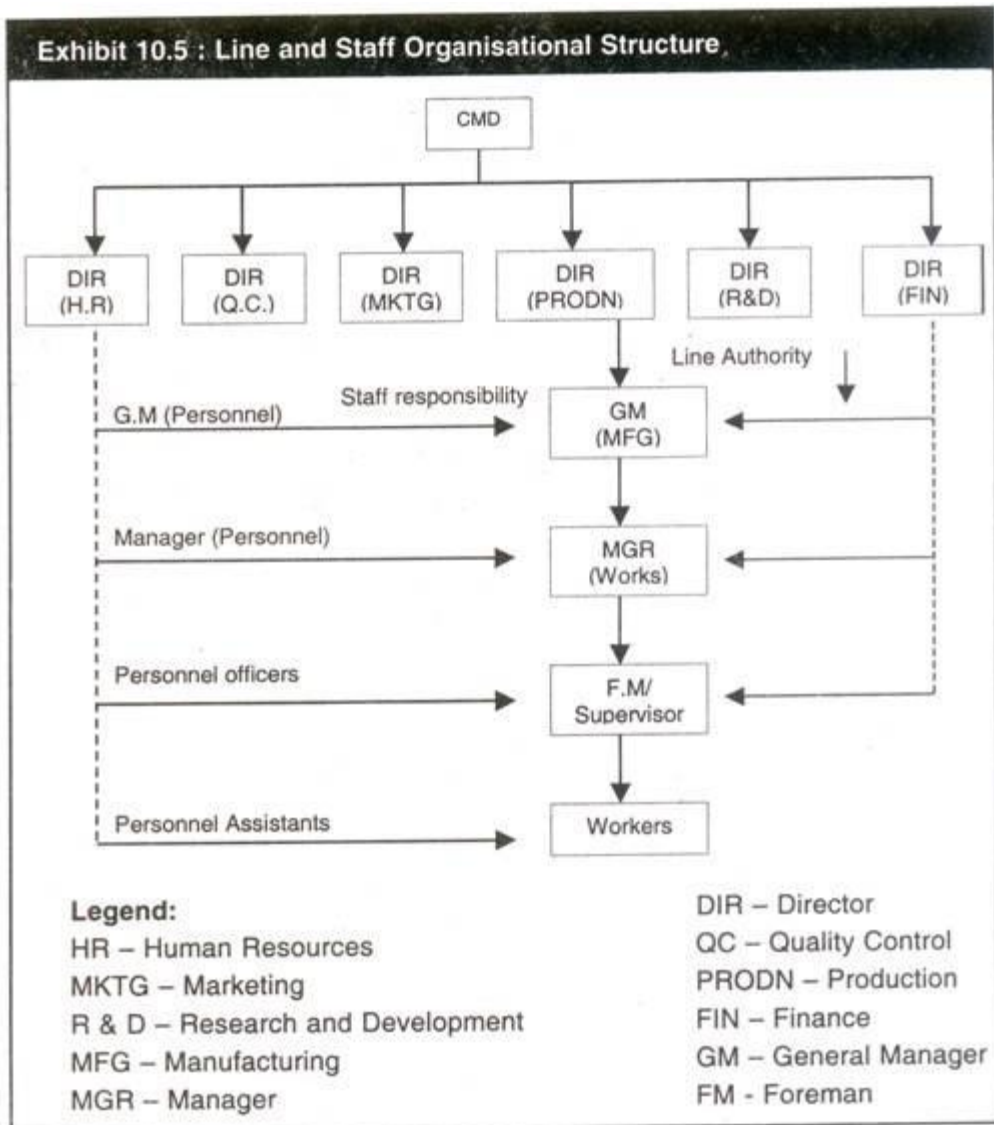 Exhibit 10.5 : Line and Staff Organisational Structure
CMD
DIR
(H.R)
DIR
(Q.C.)
DIR
(MKTG)
DIR
(PRODN)
DIR
(R&D)
DIR
(FIN)
Line Authority
Staff responsibility
G.M (Personnel)
GM
(MFG)
Manager (Personnel)
MGR
(Works)
Personnel officers
F.M/
Supervisor
Personnel Assistants
Workers
Legend:
HR – Human Resources
MKTG – Marketing
R & D – Research and Development
MFG – Manufacturing
MGR – Manager
DIR – Director
QC – Quality Control
PRODN – Production
FIN – Finance
GM – General Manager
FM - Foreman